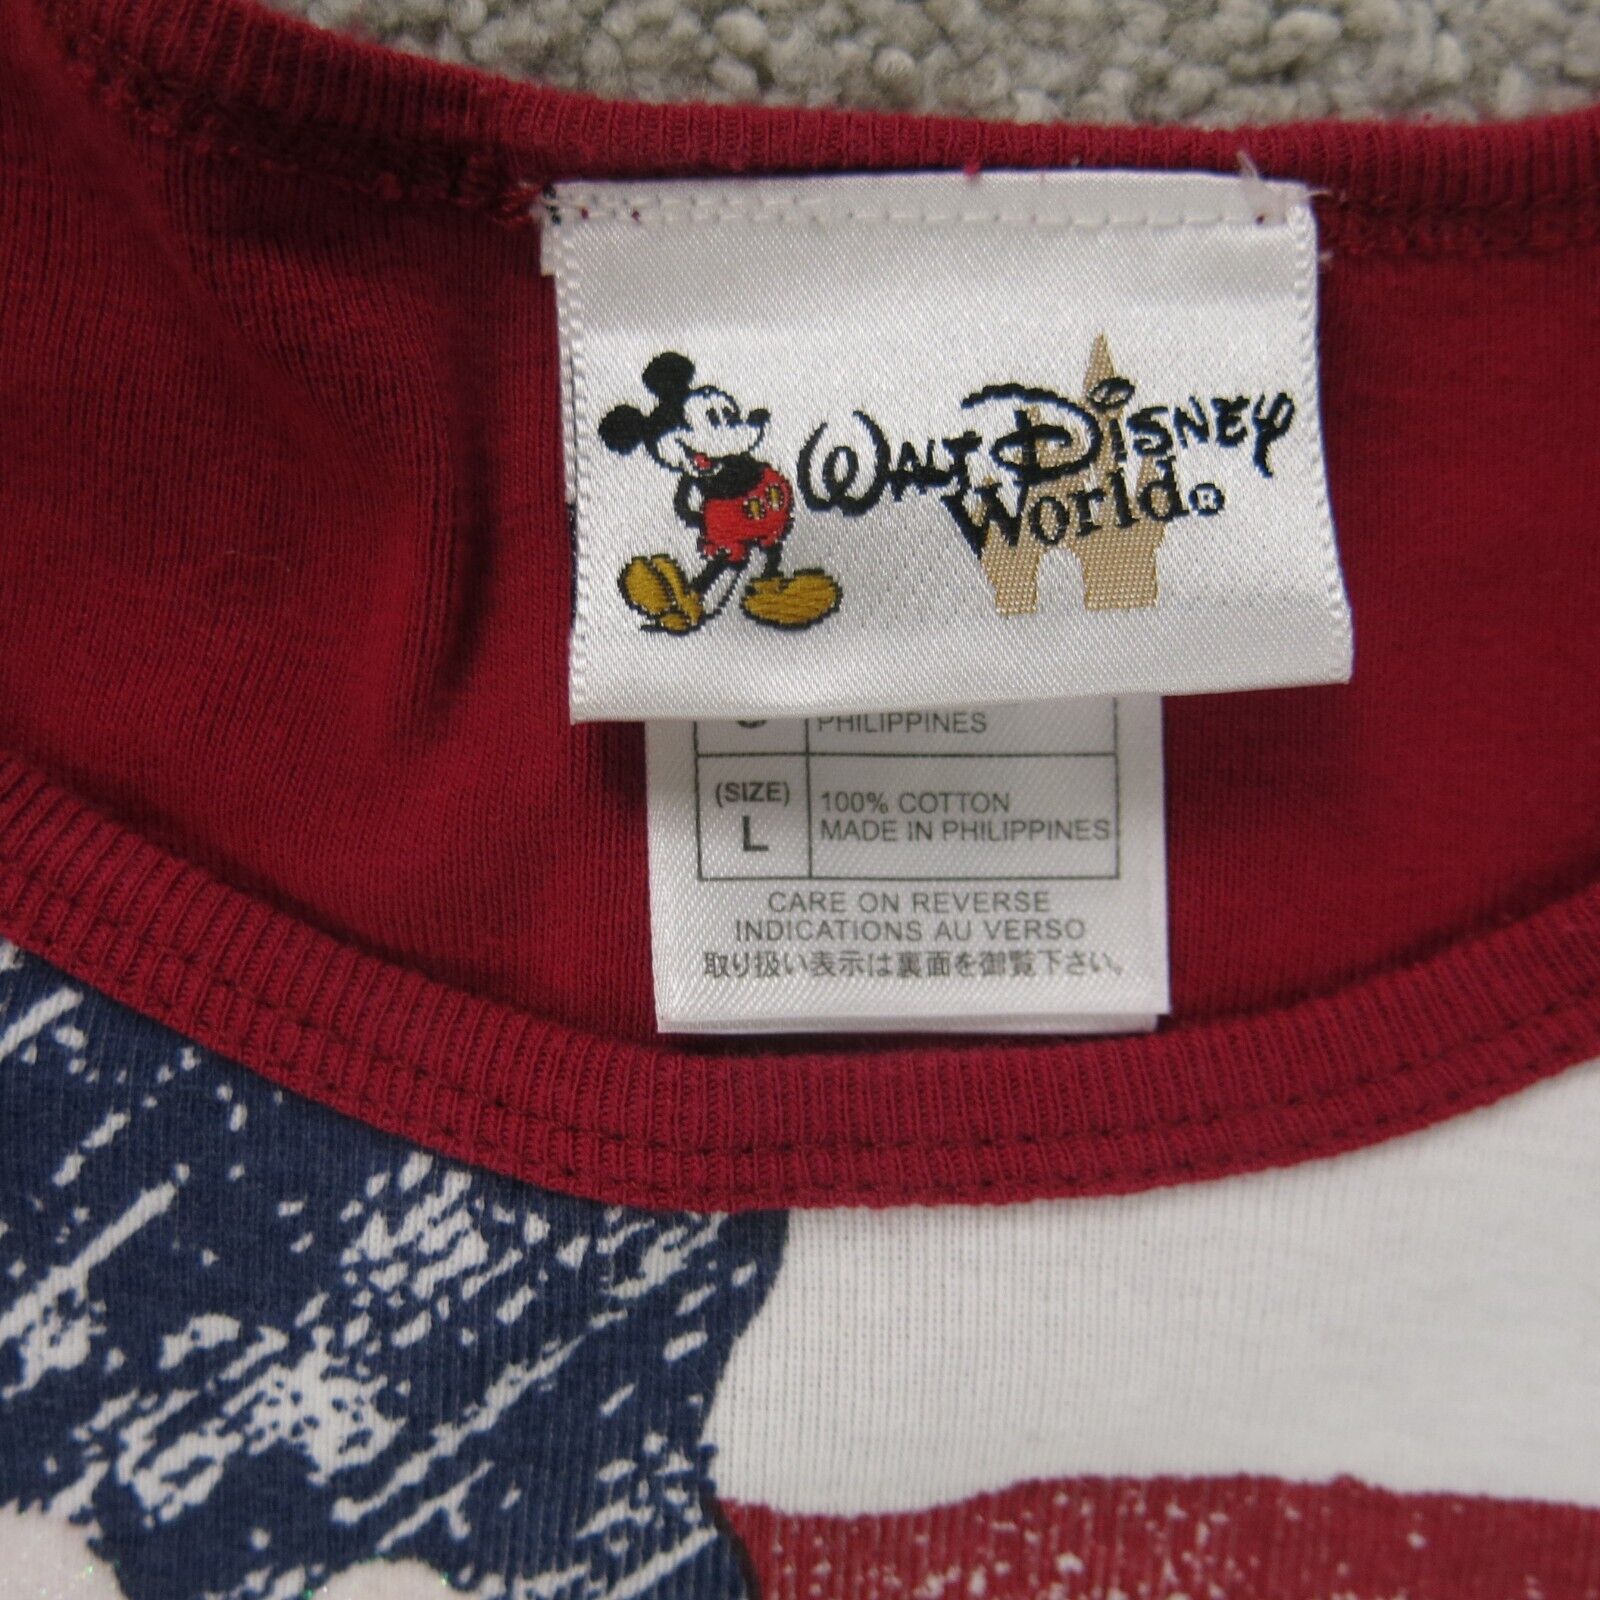 WALT DISNEY
World®
PHILIPPINES
(SIZE)
L
100% COTTON
MADE IN PHILIPPINES
CARE ON REVERSE
INDICATIONS AU VERSO
取り扱い表示は裏面を御覧下さい。